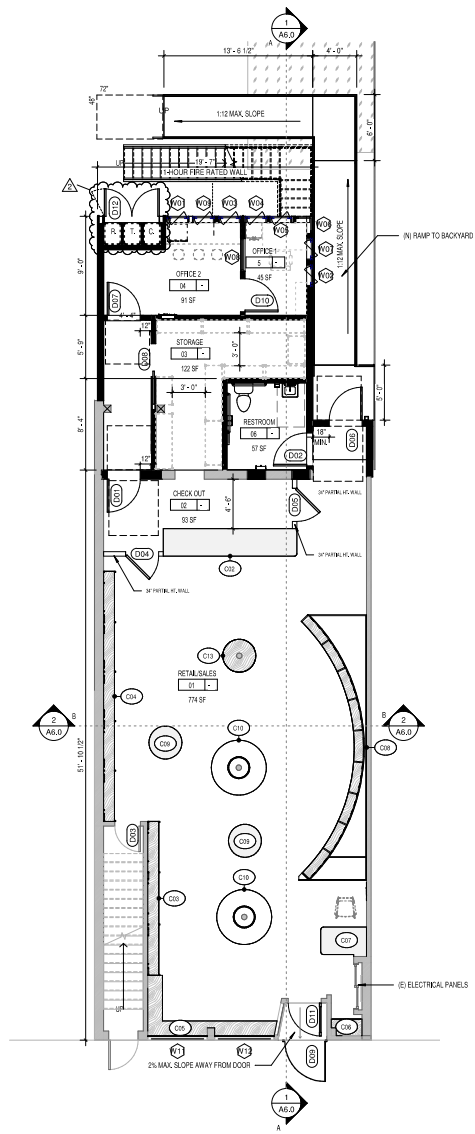 1
A6.0
A
13' - 6 1/2"
4' - 0"
72"
48"
UP
1:12 MAX. SLOPE
6' - 0"
UP
19' - 7"
1-HOUR FIRE RATED WALL
2
D12
W01
W03
W04
W05
W06
W07
W02
R.
T.
C.
1:12 MAX. SLOPE
(N) RAMP TO BACKYARD
9' - 0"
OFFICE 2
04
-
91 SF
W08
OFFICE 1
5
-
45 SF
D07
D10
12"
5' - 9"
D08
STORAGE
03
-
122 SF
3' - 0"
3' - 0"
5' - 0"
8' - 4"
RESTROOM
06
-
57 SF
D02
18"
MIN.
D06
12"
D01
CHECK OUT
02
-
93 SF
4' - 6"
D05
34" PARTIAL HT. WALL
34" PARTIAL HT. WALL
D04
C02
34" PARTIAL HT. WALL
C13
RETAIL/SALES
01
-
774 SF
C04
2
A6.0
B
C10
C09
B
2
A6.0
C08
51' - 10 1/2"
D03
C09
C10
C03
C07
(E) ELECTRICAL PANELS
UP
C05
D11
C06
W11
W12
D09
2% MAX. SLOPE AWAY FROM DOOR
1
A6.0
A